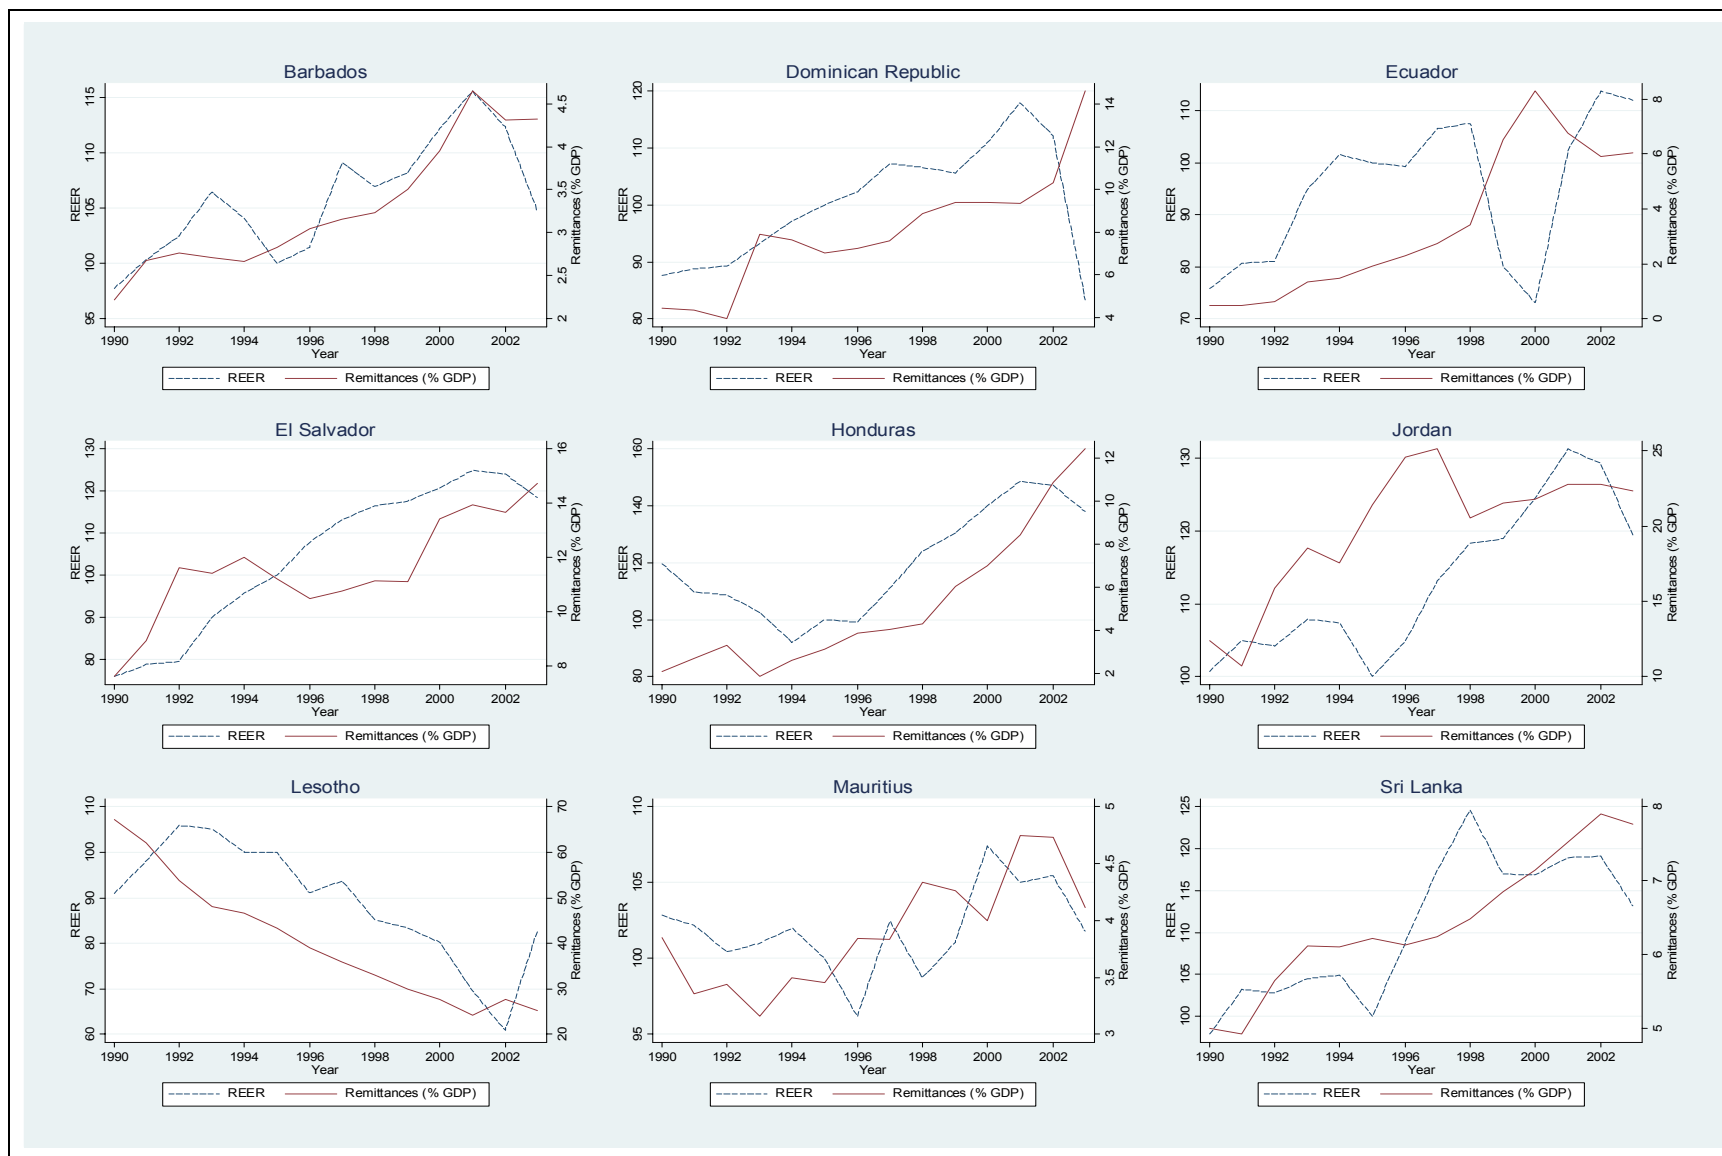 Barbados
REER
95 100 105 110 115
Remittances (% GDP)
2 2.5 3 3.5 4 4.5
1990 1992 1994 1996 1998 2000 2002
Year
REER Remittances (% GDP)
Dominican Republic
REER
80 90 100 110 120
Remittances (% GDP)
4 6 8 10 12 14
1990 1992 1994 1996 1998 2000 2002
Year
REER Remittances (% GDP)
Ecuador
REER
70 80 90 100 110
Remittances (% GDP)
0 2 4 6 8
1990 1992 1994 1996 1998 2000 2002
Year
REER Remittances (% GDP)
El Salvador
REER
80 90 100 110 120 130
Remittances (% GDP)
8 10 12 14 16
1990 1992 1994 1996 1998 2000 2002
Year
REER Remittances (% GDP)
Honduras
REER
80 100 120 140 160
Remittances (% GDP)
2 4 6 8 10 12
1990 1992 1994 1996 1998 2000 2002
Year
REER Remittances (% GDP)
Jordan
REER
100 110 120 130
Remittances (% GDP)
10 15 20 25
1990 1992 1994 1996 1998 2000 2002
Year
REER Remittances (% GDP)
Lesotho
REER
60 70 80 90 100 110
Remittances (% GDP)
20 30 40 50 60 70
1990 1992 1994 1996 1998 2000 2002
Year
REER Remittances (% GDP)
Mauritius
REER
95 100 105 110
Remittances (% GDP)
3 3.5 4 4.5 5
1990 1992 1994 1996 1998 2000 2002
Year
REER Remittances (% GDP)
Sri Lanka
REER
100 105 110 115 120 125
Remittances (% GDP)
5 6 7 8
1990 1992 1994 1996 1998 2000 2002
Year
REER Remittances (% GDP)